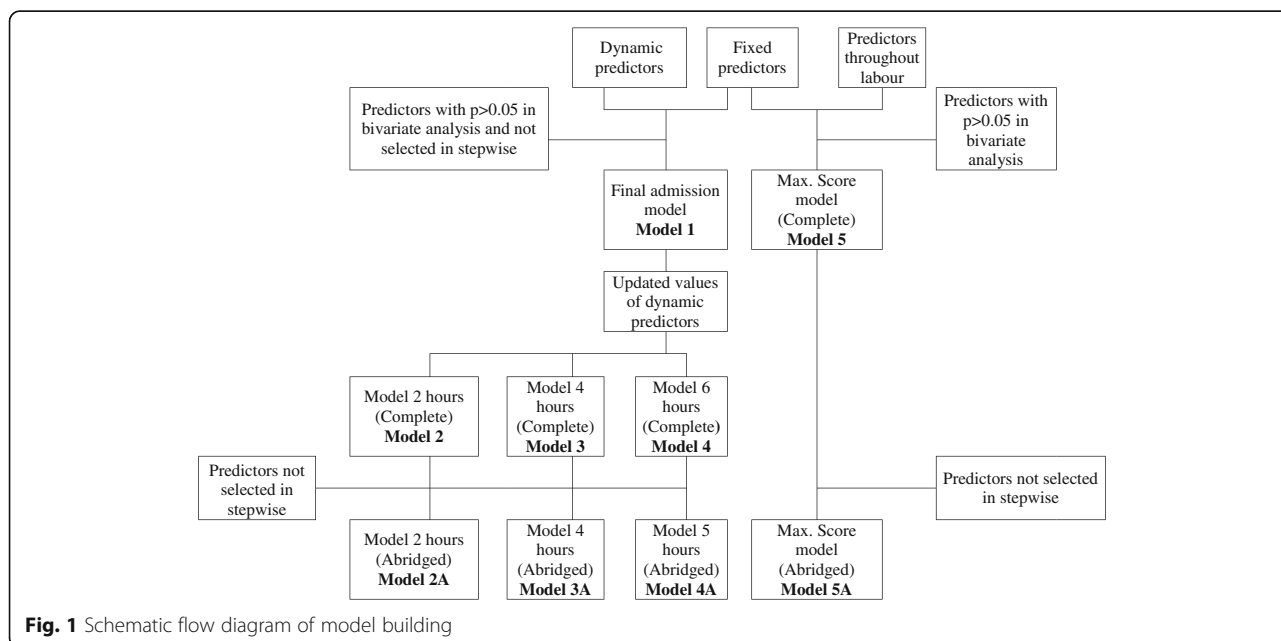 Dynamic
predictors
Fixed
predictors
Predictors
throughout
labour
Predictors with p>0.05 in
bivariate analysis and not
selected in stepwise
Predictors with
p>0.05 in
bivariate
analysis
Final admission
model
Model 1
Max. Score
model
(Complete)
Model 5
Updated values
of dynamic
predictors
Model 2 hours
(Complete)
Model 2
Model 4
hours
(Complete)
Model 3
Model 6
hours
(Complete)
Model 4
Predictors not
selected in
stepwise
Predictors not selected
in stepwise
Model 2 hours
(Abridged)
Model 2A
Model 4
hours
(Abridged)
Model 3A
Model 5
hours
(Abridged)
Model 4A
Max. Score
model
(Abridged)
Model 5A
Fig. 1 Schematic flow diagram of model building